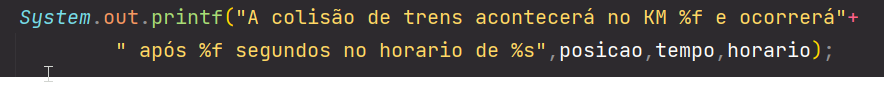 System.out.printf("A colisão de trens acontecerá no KM %f e ocorrerá"+
" após %f segundos no horario de %s",posicao,tempo,horario);